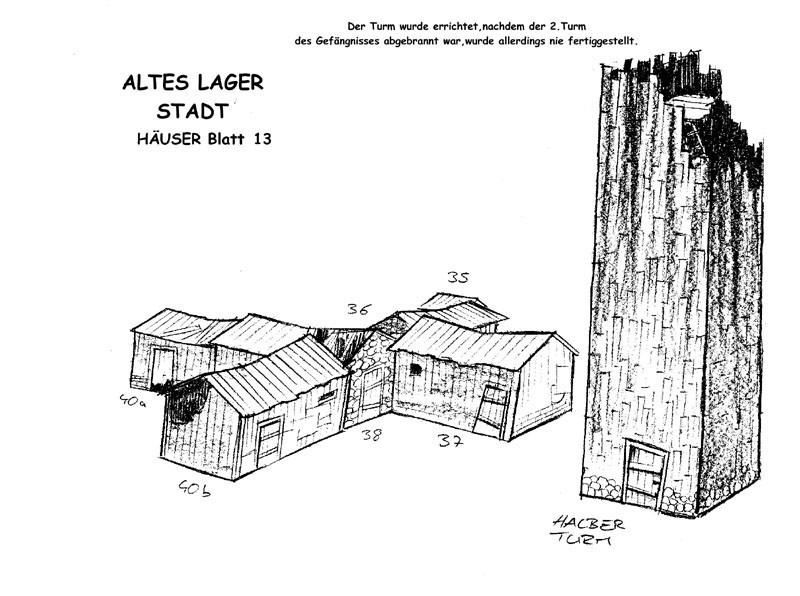 Der Turm wurde errichtet,nachdem der 2.Turm
des Gefängnisses abgebrannt war,wurde allerdings nie fertiggestellt.
ALTES LAGER
STADT
HÄUSER Blatt 13
35
36
40a
38
37
40b
HALBER
TURM